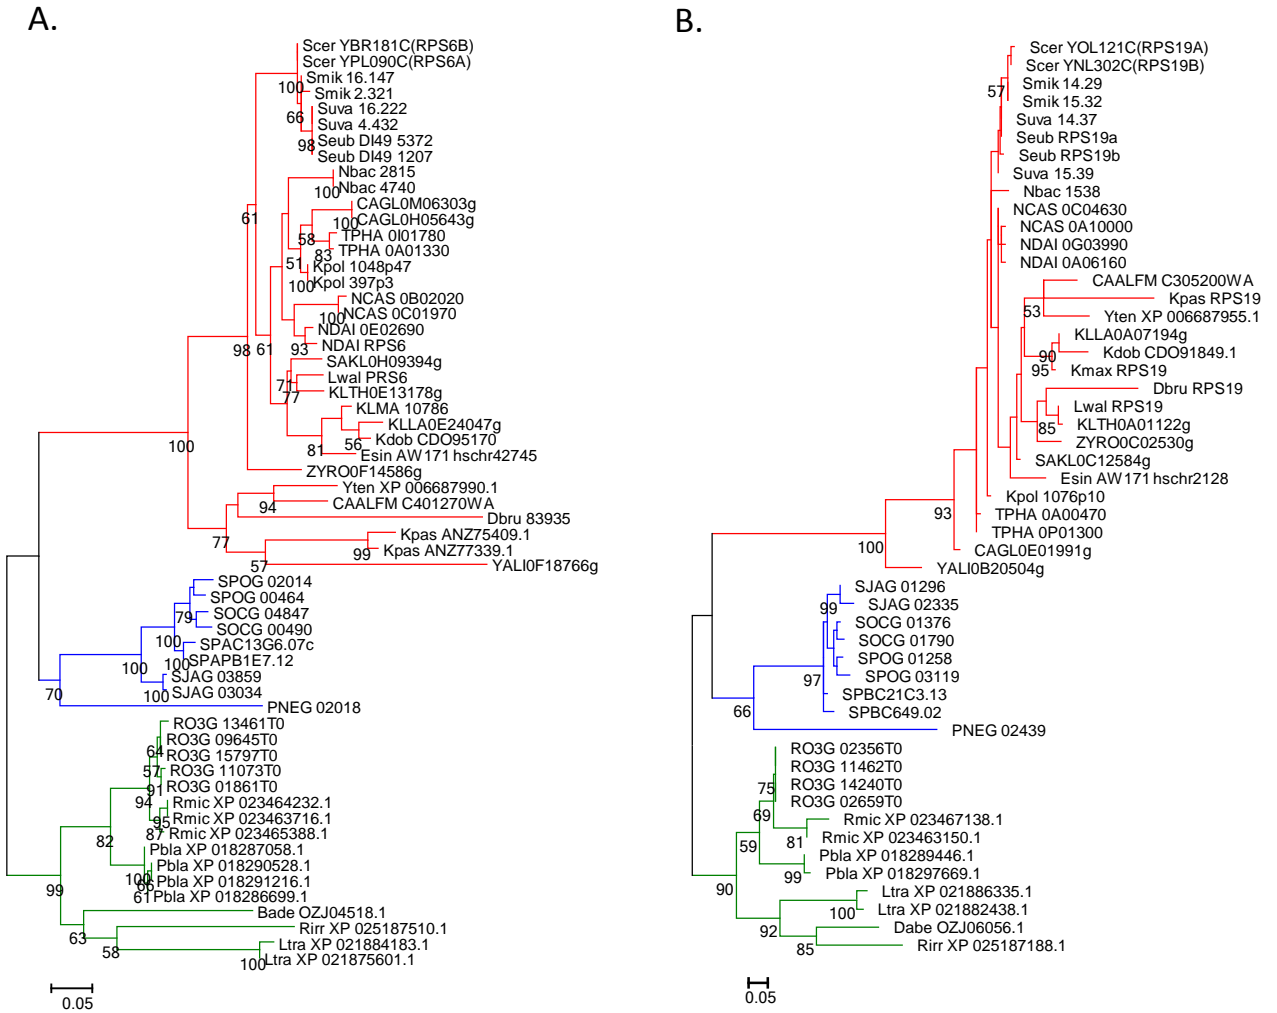 A.
Scer YBR181C(RPS6B)
Scer YPL090C(RPS6A)
Smik 16.147
100
Smik 2.321
Suva 16.222
66
Suva 4.432
Seub DI49 5372
98
Seub DI49 1207
Nbac 2815
Nbac 4740
100
CAGL0M06303g
61
CAGL0H05643g
100
TPHA 0I01780
58
TPHA 0A01330
83
51
Kpol 1048p47
Kpol 397p3
100
NCAS 0B02020
NCAS 0C01970
100
NDAI 0E02690
NDAI RPS6
98
61
93
SAKL0H09394g
Lwal PRS6
71
KLTH0E13178g
77
KLMA 10786
KLLA0E24047g
Kdob CDO95170
100
81
56
Esin AW171 hschr42745
ZYRO0F14586g
Yten XP 006687990.1
CAALFM C401270WA
94
Dbru 83935
Kpas ANZ75409.1
77
Kpas ANZ77339.1
99
YALI0F18766g
57
SPOG 02014
SPOG 00464
SOCG 04847
79
SOCG 00490
100
SPAC13G6.07c
SPAPB1E7.12
100
100
SJAG 03859
SJAG 03034
70
100
PNEG 02018
RO3G 13461T0
RO3G 09645T0
64
RO3G 15797T0
RO3G 11073T0
57
RO3G 01861T0
91
Rmic XP 023464232.1
94
Rmic XP 023463716.1
95
Rmic XP 023465388.1
87
82
Pbla XP 018287058.1
Pbla XP 018290528.1
Pbla XP 018291216.1
100
66
Pbla XP 018286699.1
61
99
Bade OZJ04518.1
Rirr XP 025187510.1
63
Ltra XP 021884183.1
58
Ltra XP 021875601.1
100
0.05
B.
Scer YOL121C(RPS19A)
Scer YNL302C(RPS19B)
Smik 14.29
57
Smik 15.32
Suva 14.37
Seub RPS19a
Seub RPS19b
Suva 15.39
Nbac 1538
NCAS 0C04630
NCAS 0A10000
NDAI 0G03990
NDAI 0A06160
CAALFM C305200WA
Kpas RPS19
53
Yten XP 006687955.1
KLLA0A07194g
Kdob CDO91849.1
90
Kmax RPS19
95
Dbru RPS19
Lwal RPS19
KLTH0A01122g
85
ZYRO0C02530g
SAKL0C12584g
Esin AW171 hschr2128
Kpol 1076p10
TPHA 0A00470
93
TPHA 0P01300
CAGL0E01991g
100
YALI0B20504g
SJAG 01296
SJAG 02335
99
SOCG 01376
SOCG 01790
SPOG 01258
SPOG 03119
97
SPBC21C3.13
SPBC649.02
66
PNEG 02439
RO3G 02356T0
RO3G 11462T0
RO3G 14240T0
75
RO3G 02659T0
69
Rmic XP 023467138.1
Rmic XP 023463150.1
81
59
Pbla XP 018289446.1
Pbla XP 018297669.1
99
90
Ltra XP 021886335.1
Ltra XP 021882438.1
100
Dabe OZJ06056.1
92
Rirr XP 025187188.1
85
0.05